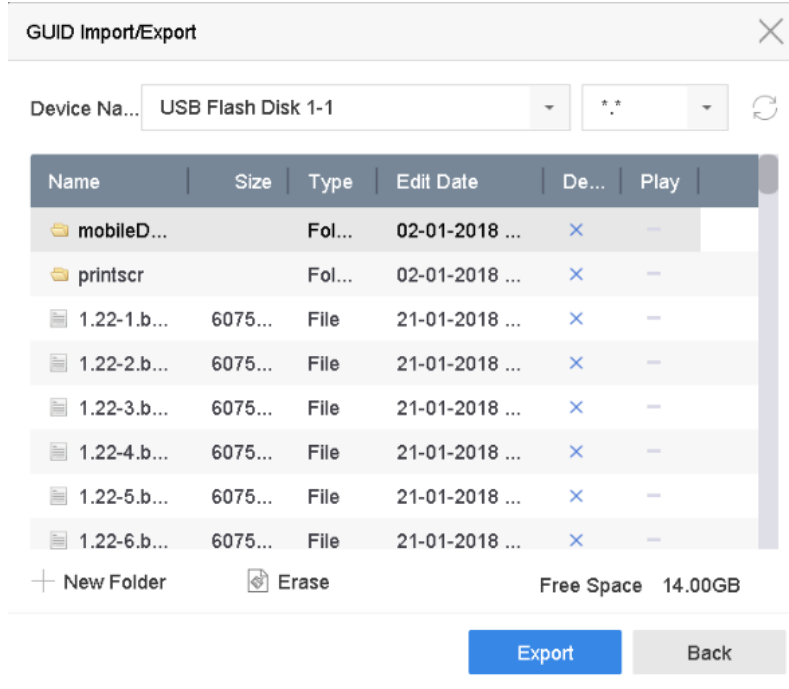 GUID Import/Export
Device Na... USB Flash Disk 1-1 *.*
Name Size Type Edit Date De... Play
mobileD... Fol... 02-01-2018 ...
printscr Fol... 02-01-2018 ...
1.22-1.b... 6075... File 21-01-2018 ...
1.22-2.b... 6075... File 21-01-2018 ...
1.22-3.b... 6075... File 21-01-2018 ...
1.22-4.b... 6075... File 21-01-2018 ...
1.22-5.b... 6075... File 21-01-2018 ...
1.22-6.b... 6075... File 21-01-2018 ...
New Folder Erase Free Space 14.00GB
Export Back